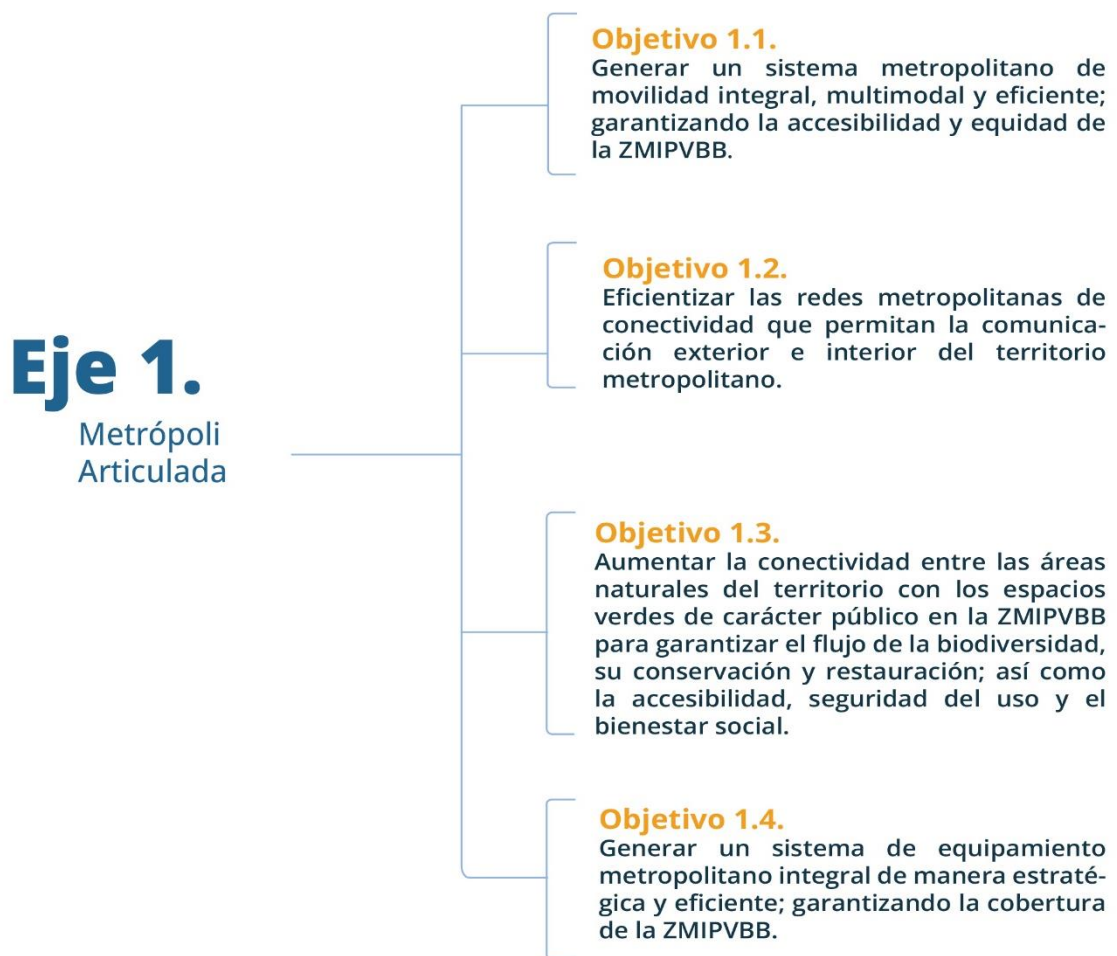 Eje 1.
Metrópoli
Articulada
Objetivo 1.1.
Generar un sistema metropolitano de
movilidad integral, multimodal y eficiente;
garantizando la accesibilidad y equidad de
la ZMIPVBB.
Objetivo 1.2.
Eficientizar las redes metropolitanas de
conectividad que permitan la comunica-
ción exterior e interior del territorio
metropolitano.
Objetivo 1.3.
Aumentar la conectividad entre las áreas
naturales del territorio con los espacios
verdes de carácter público en la ZMIPVBB
para garantizar el flujo de la biodiversidad,
su conservación y restauración; así como
la accesibilidad, seguridad del uso y el
bienestar social.
Objetivo 1.4.
Generar un sistema de equipamiento
metropolitano integral de manera estraté-
gica y eficiente; garantizando la cobertura
de la ZMIPVBB.